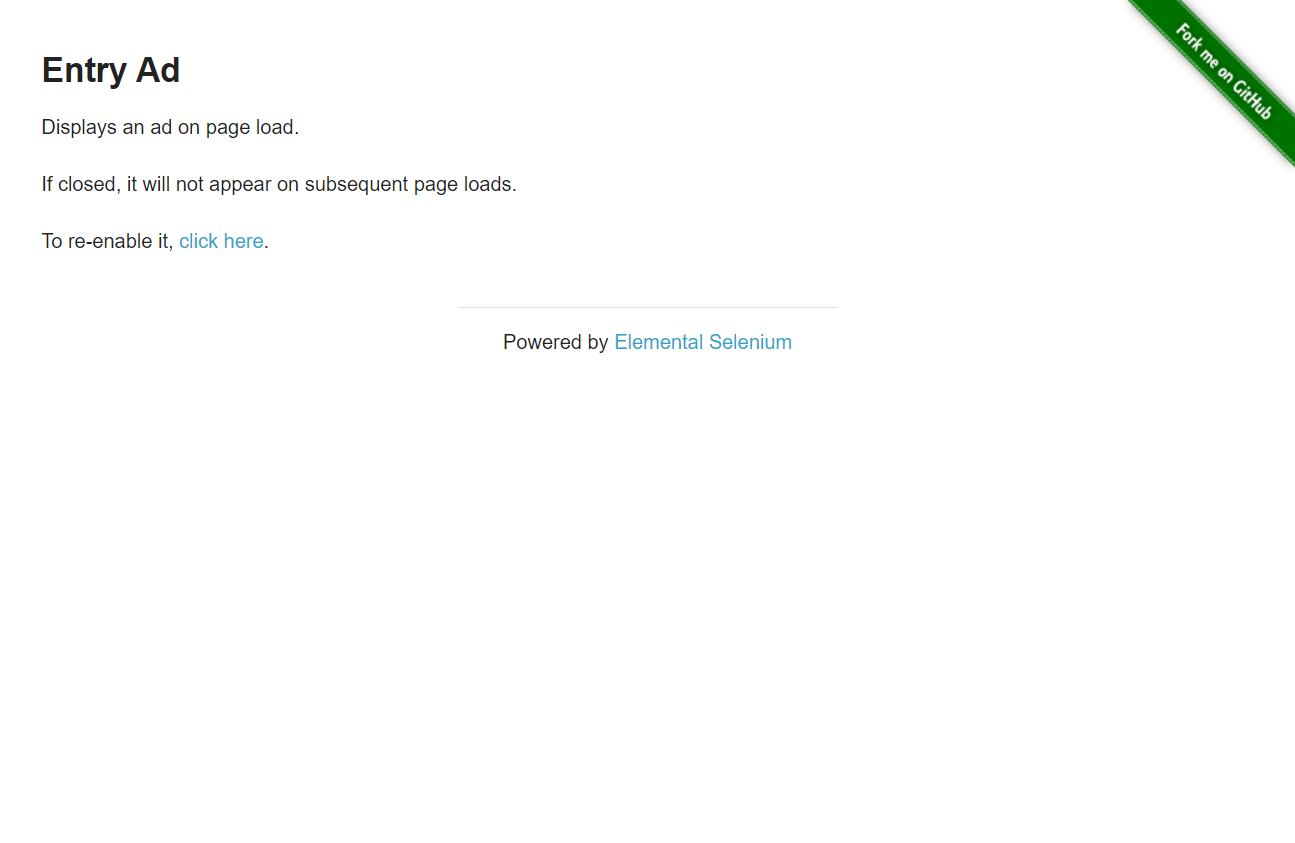 Fork me on GitHub
Entry Ad
Displays an ad on page load.
If closed, it will not appear on subsequent page loads.
To re-enable it, click here.
Powered by Elemental Selenium